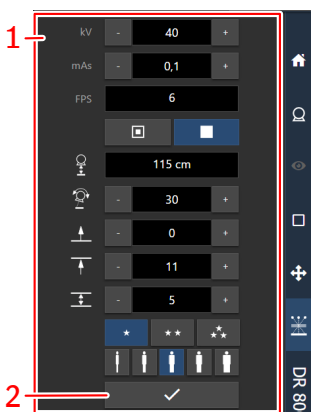 1
kV - 40 +
mAs - 0,1 +
FPS 6
115 cm
- 30 +
- 0 +
- 11 +
- 5 +
2
DR 80